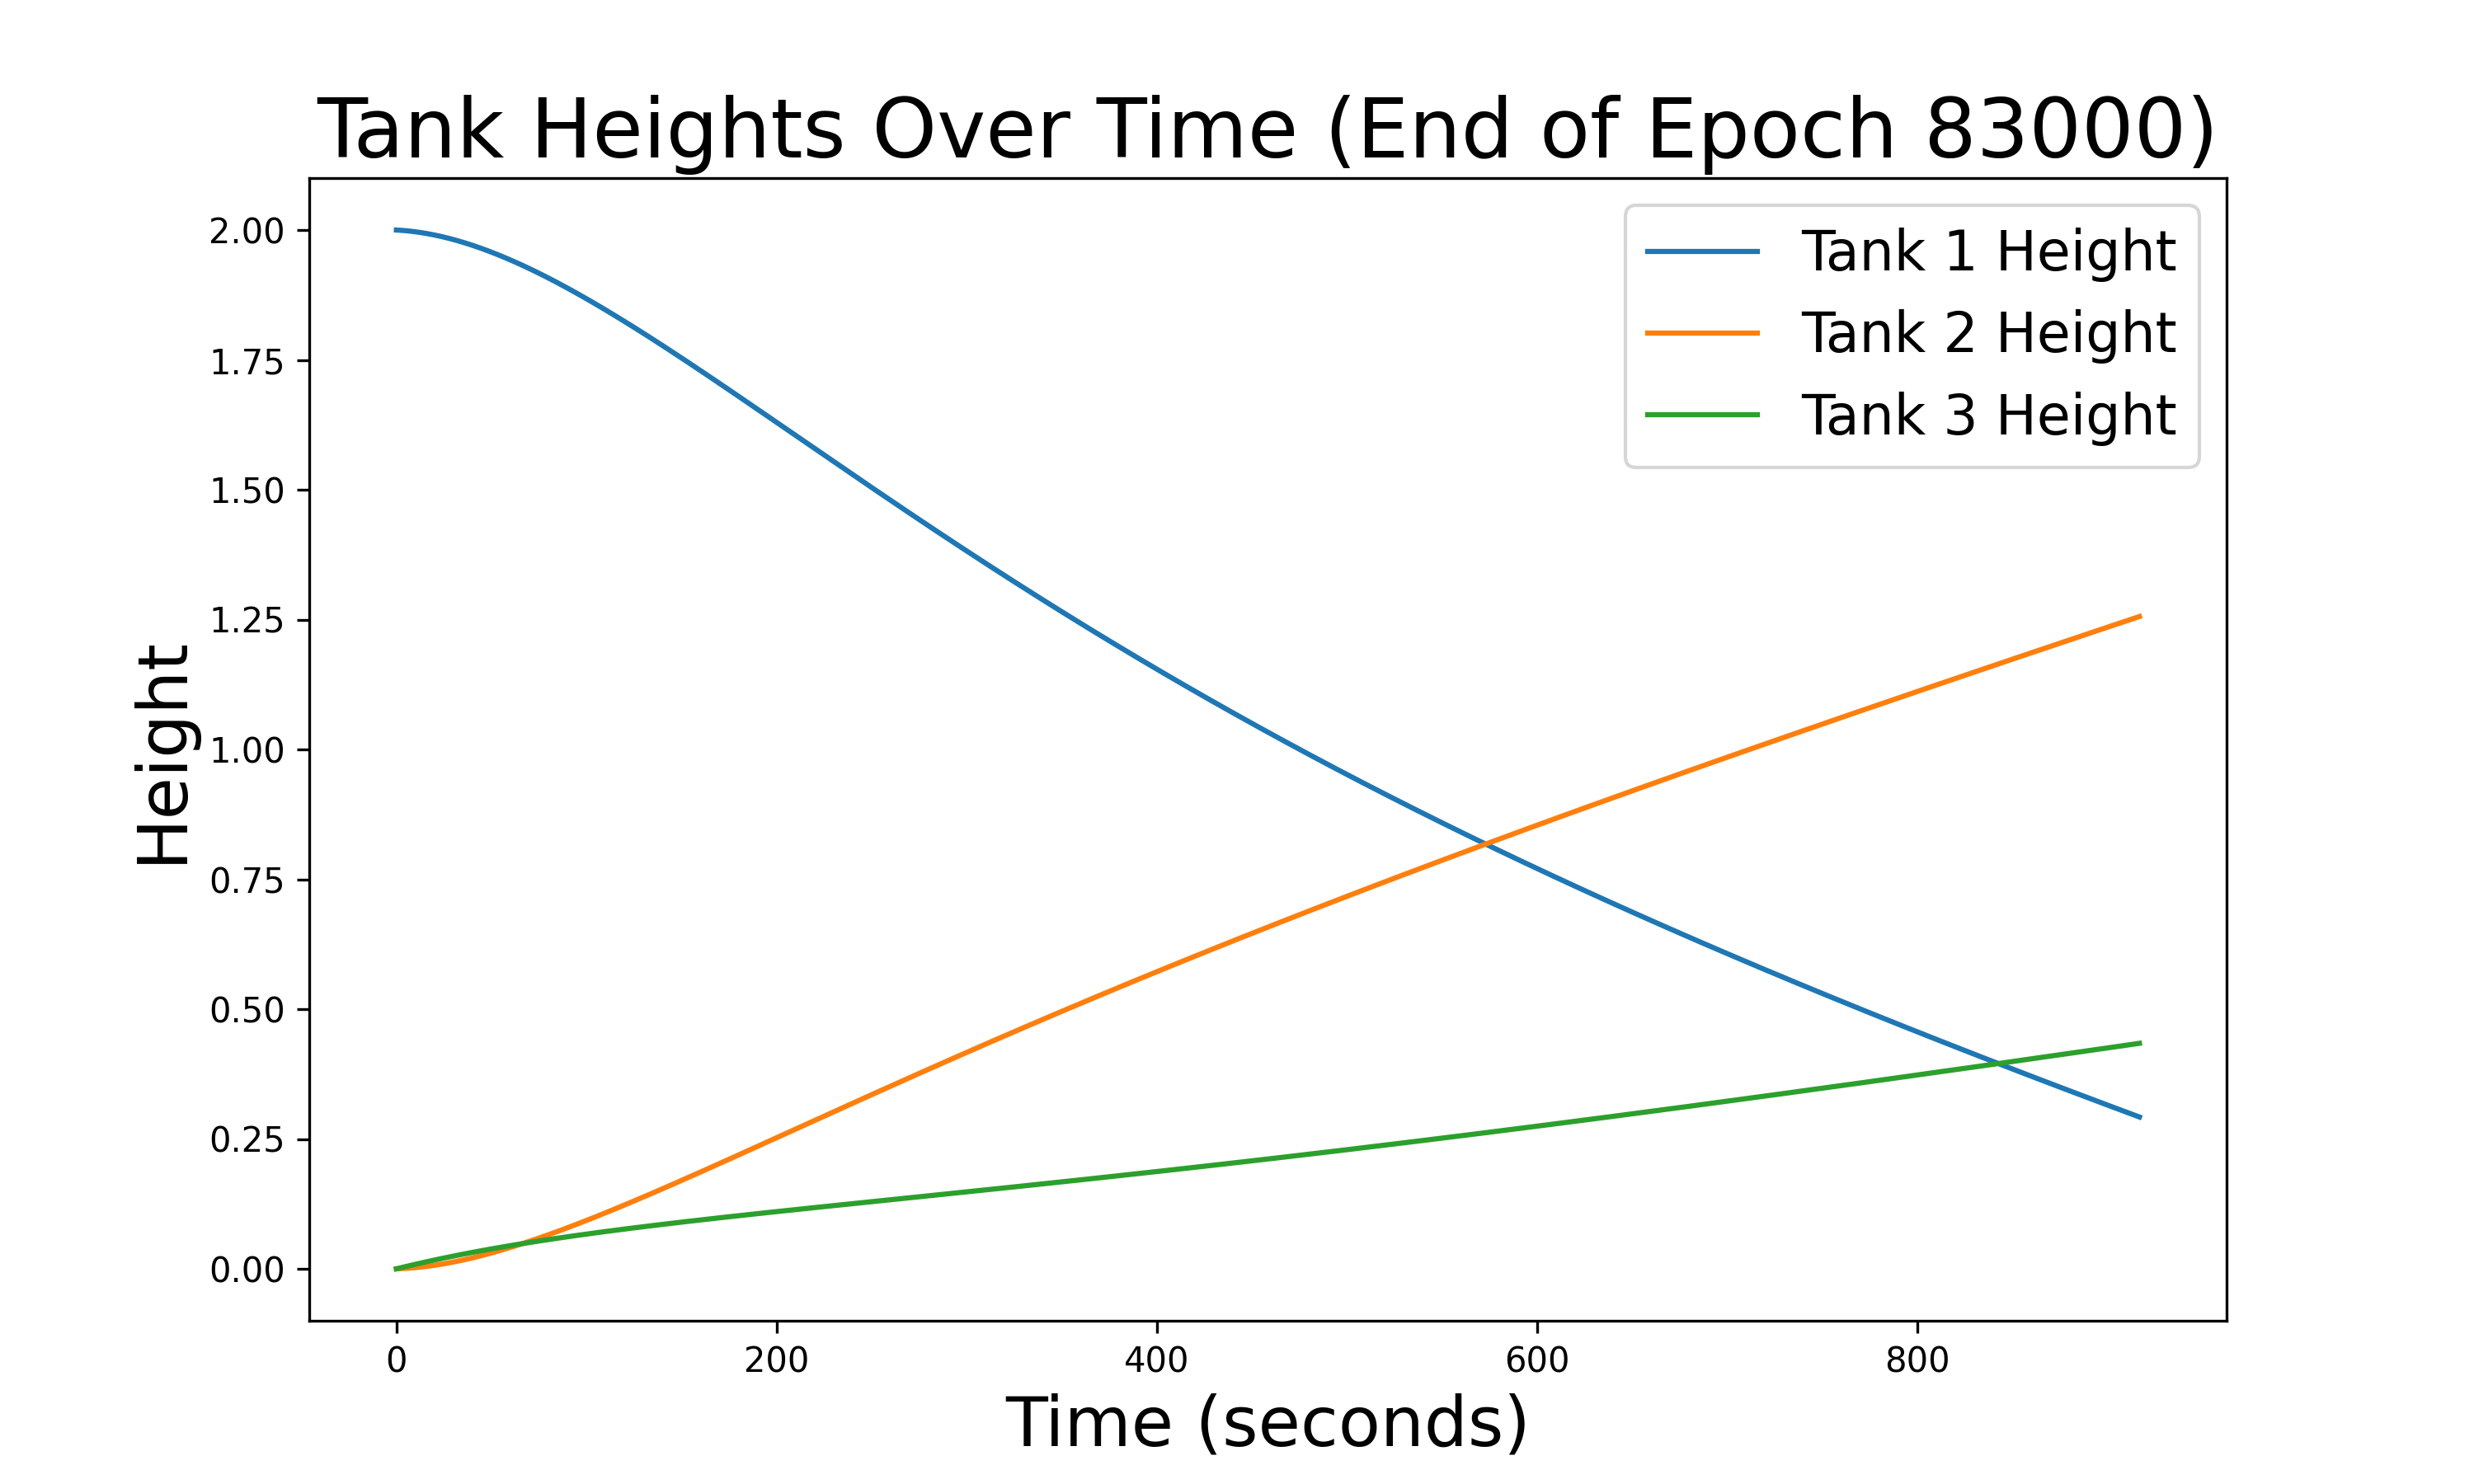 Tank Heights Over Time (End of Epoch 83000)
Tank 1 Height
Tank 2 Height
Tank 3 Height
Height
2.00
1.75
1.50
1.25
1.00
0.75
0.50
0.25
0.00
0 200 400 600 800
Time (seconds)